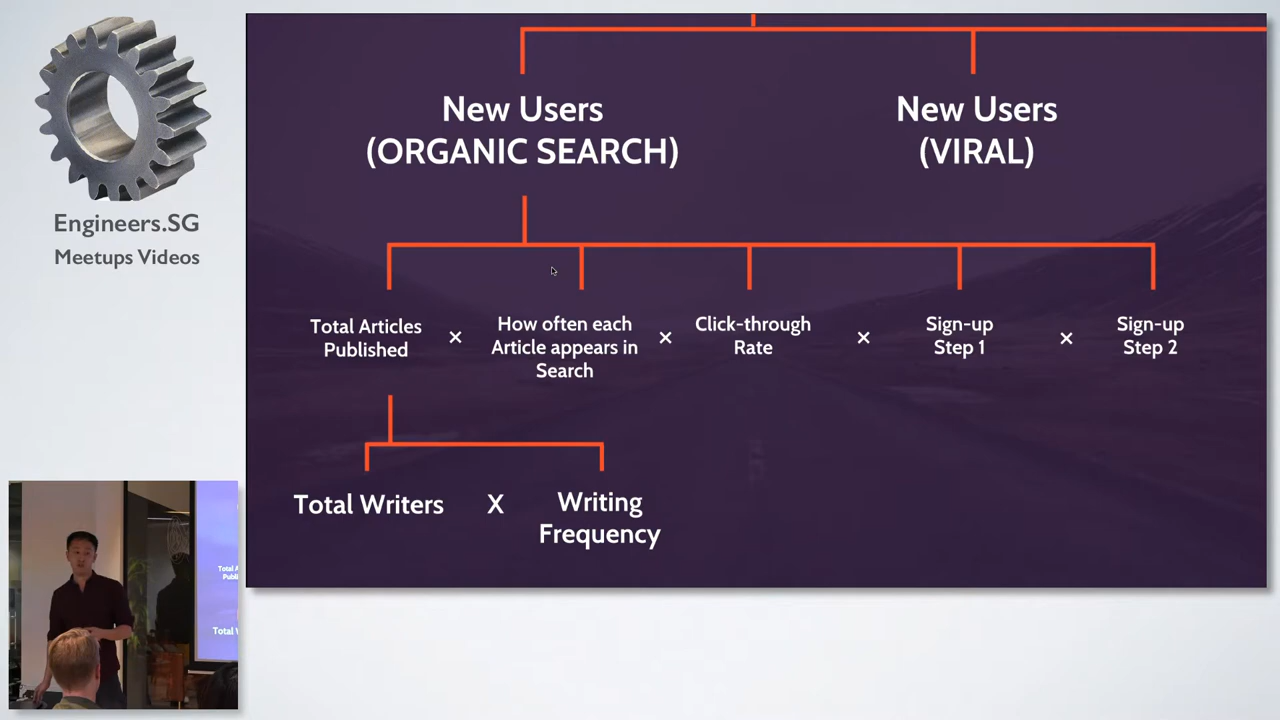 Engineers.SG
Meetups Videos
New Users
(ORGANIC SEARCH)
New Users
(VIRAL)
Total Articles
Published
×
How often each
Article appears in
Search
×
Click-through
Rate
×
Sign-up
Step 1
×
Sign-up
Step 2
Total Writers
X
Writing
Frequency
Total W